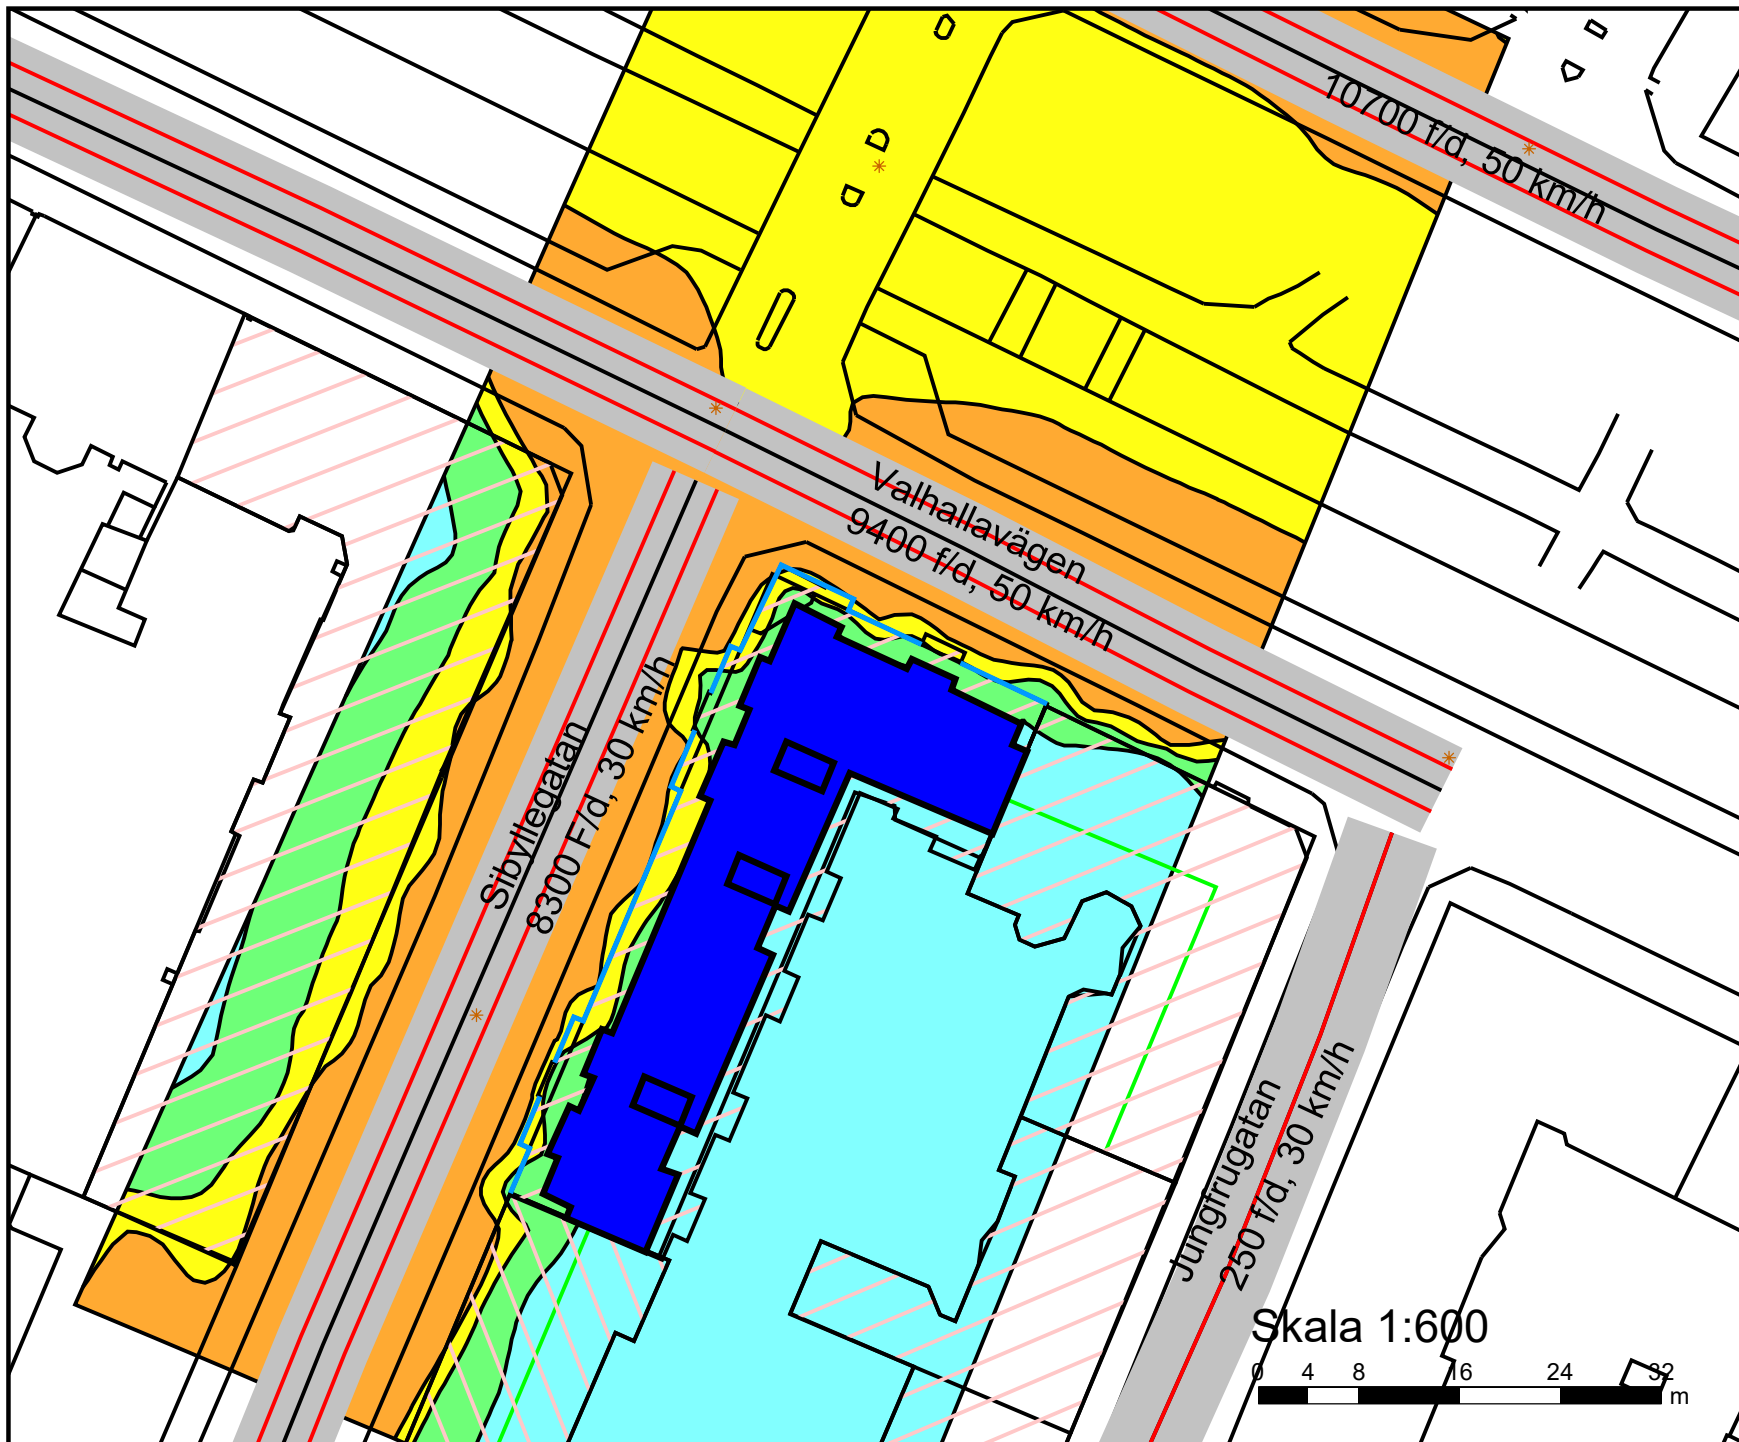 10700 f/d, 50 km/h
Valhallavägen
9400 f/d, 50 km/h
Sibyllegatan
8300 F/d, 30 km/h
Jungfrugatan
250 f/d, 30 km/h
Skala 1:600
0 4 8 16 24 32
m